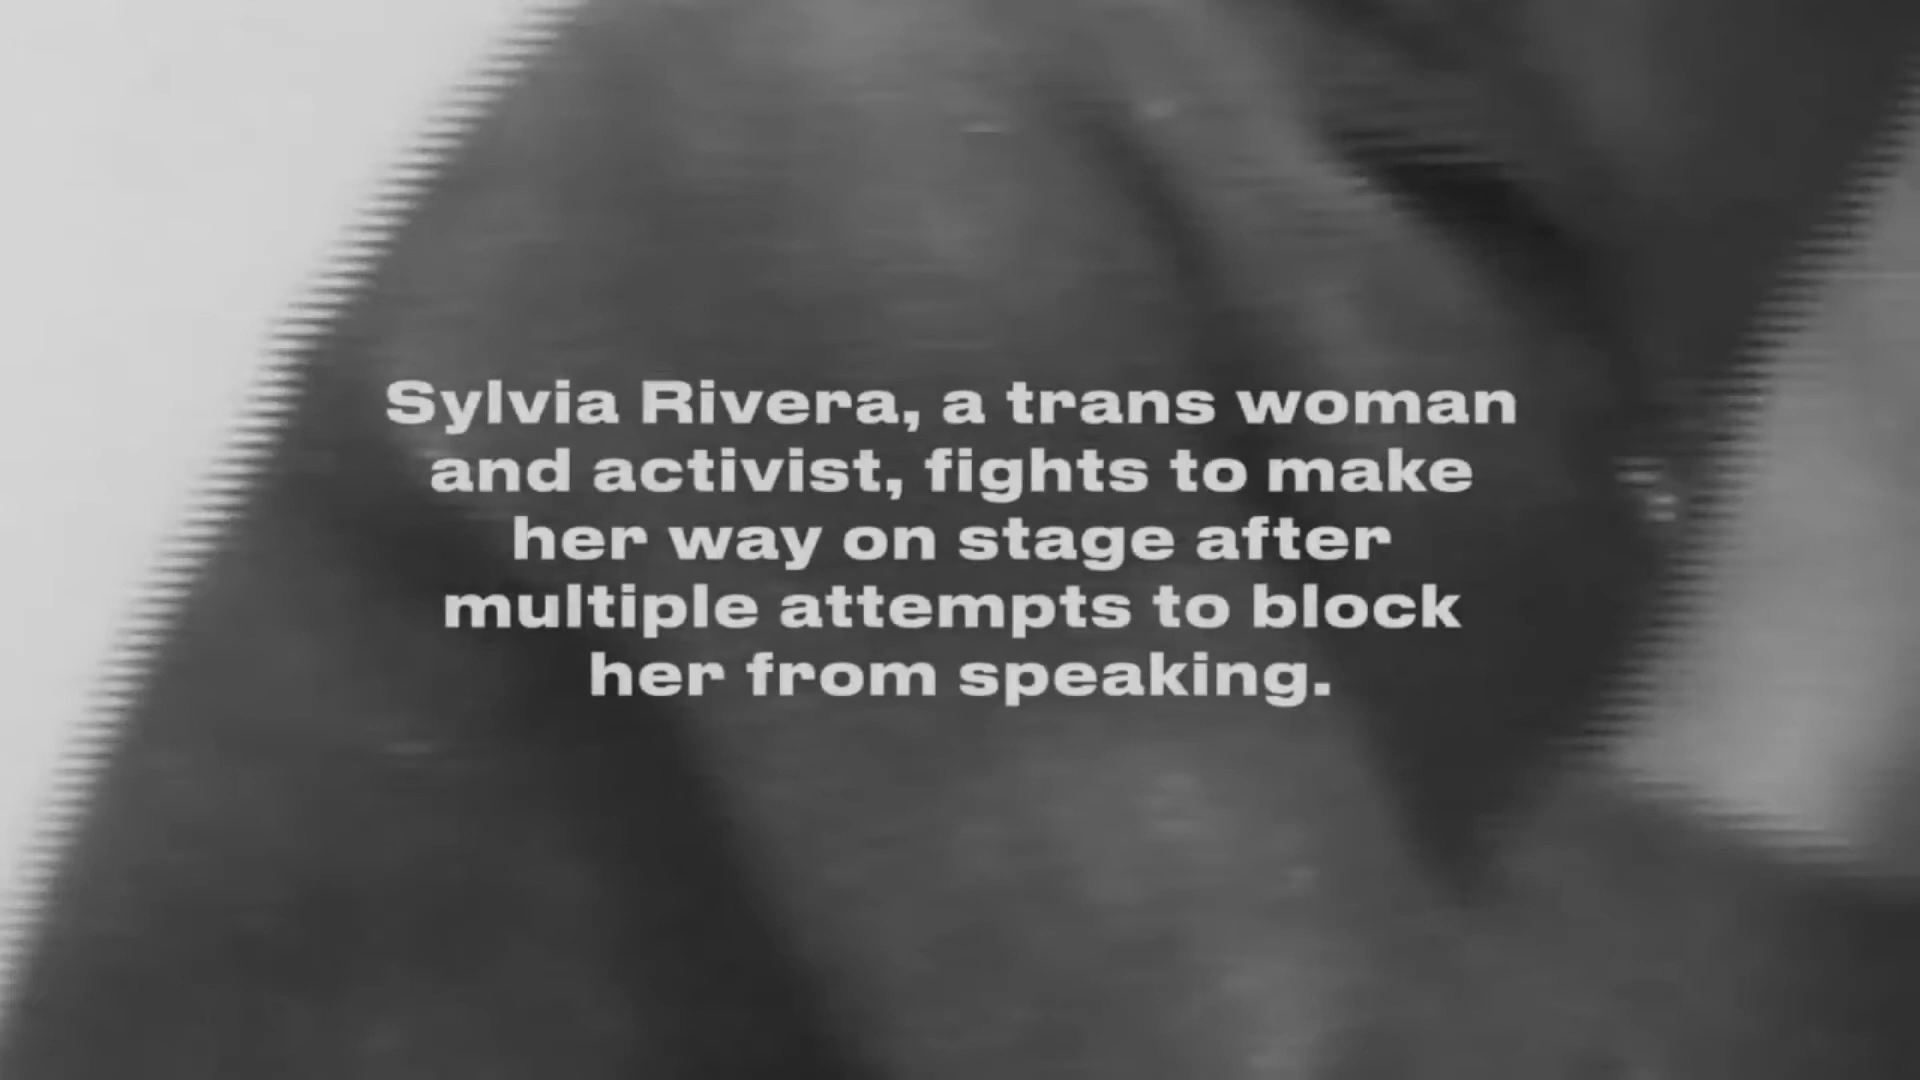 Sylvia Rivera, a trans woman
and activist, fights to make
her way on stage after
multiple attempts to block
her from speaking.